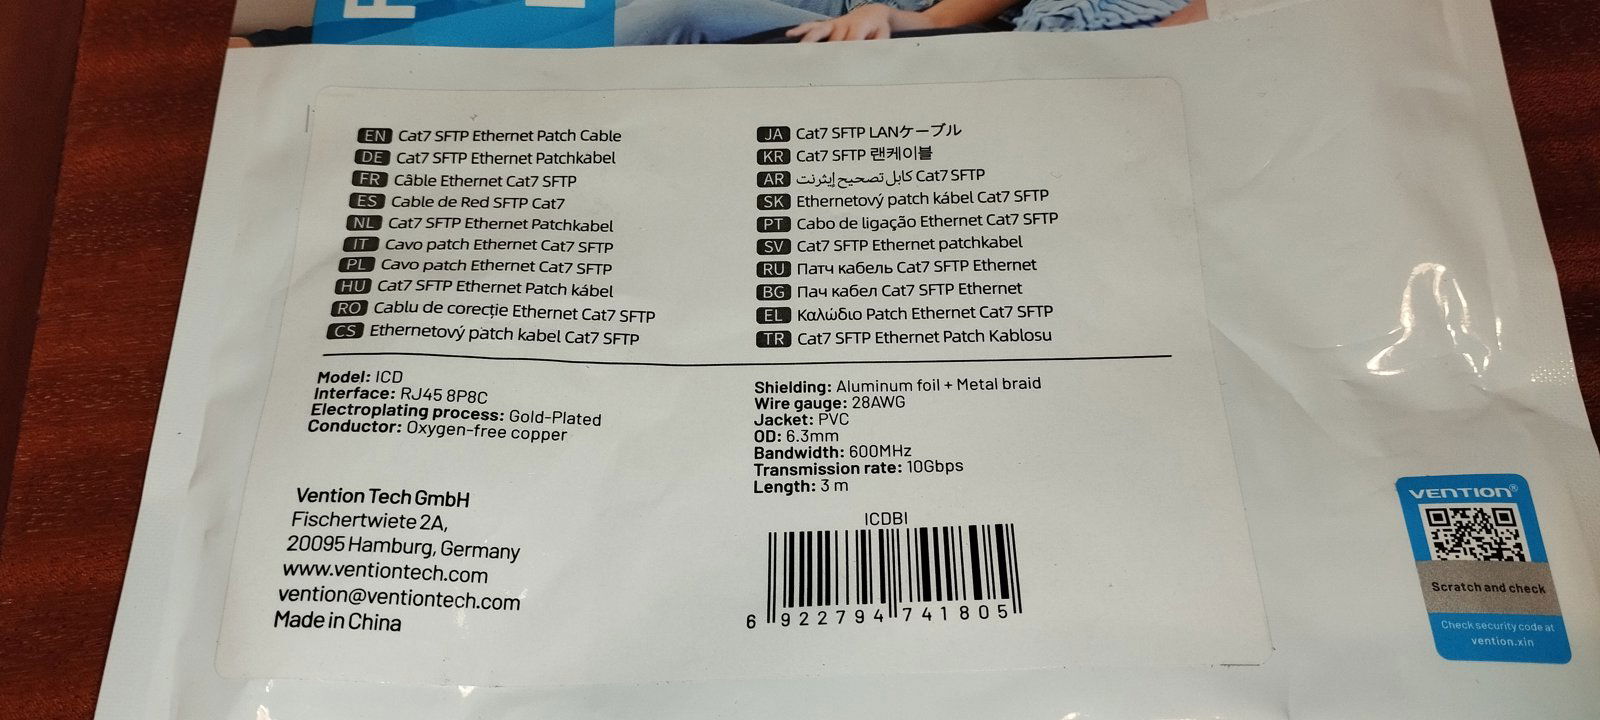 EN Cat7 SFTP Ethernet Patch Cable
DE Cat7 SFTP Ethernet Patchkabel
FR Câble Ethernet Cat7 SFTP
ES Cable de Red SFTP Cat7
NL Cat7 SFTP Ethernet Patchkabel
IT Cavo patch Ethernet Cat7 SFTP
PL Cavo patch Ethernet Cat7 SFTP
HU Cat7 SFTP Ethernet Patch kábel
RO Cablu de corecție Ethernet Cat7 SFTP
CS Ethernetový patch kabel Cat7 SFTP
JA Cat7 SFTP LANケーブル
KR Cat7 SFTP 랜케이블
AR كابل تصحيح إيثرنت Cat7 SFTP
SK Ethernetový patch kábel Cat7 SFTP
PT Cabo de ligação Ethernet Cat7 SFTP
SV Cat7 SFTP Ethernet patchkabel
RU Патч кабель Cat7 SFTP Ethernet
BG Пач кабел Cat7 SFTP Ethernet
EL Καλώδιο Patch Ethernet Cat7 SFTP
TR Cat7 SFTP Ethernet Patch Kablosu
Model: ICD
Interface: RJ45 8P8C
Electroplating process: Gold-Plated
Conductor: Oxygen-free copper
Shielding: Aluminum foil + Metal braid
Wire gauge: 28AWG
Jacket: PVC
OD: 6.3mm
Bandwidth: 600MHz
Transmission rate: 10Gbps
Length: 3 m
Vention Tech GmbH
Fischertwiete 2A,
20095 Hamburg, Germany
www.ventiontech.com
vention@ventiontech.com
Made in China
ICDBI
6 922794 741805
VENTION®
Scratch and check
Check security code at
vention.xin